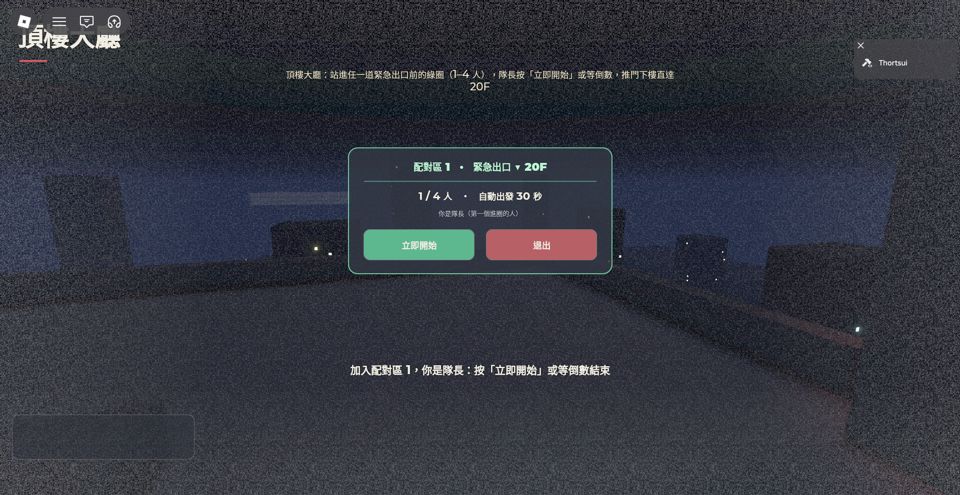 頂樓大廳
Thortsui
頂樓大廳：站進任一道緊急出口前的綠圈（1–4 人），隊長按「立即開始」或等倒數，推門下樓直達
20F
配對區 1 • 緊急出口 ▼ 20F
1 / 4 人 • 自動出發 30 秒
你是隊長（第一個進圈的人）
立即開始
退出
加入配對區 1，你是隊長：按「立即開始」或等倒數結束